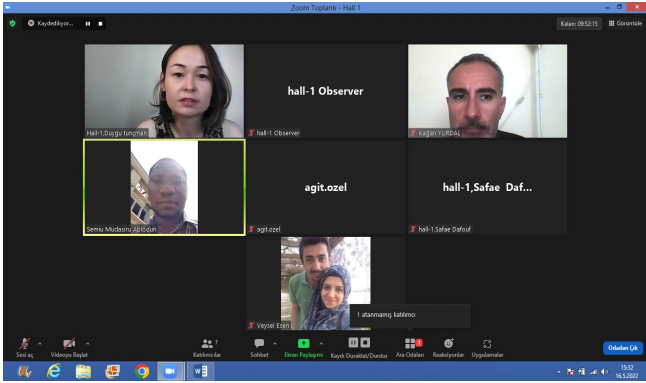 Zoom Toplantı - Hall 1
Kaydediliyor...
Kalan: 09:52:15
Görüntüle
Hall-1,Duygu tunçman
hall-1 Observer
hall-1 Observer
Kağan YURDAL
Semiu Mudasiru Abiodun
agit.ozel
agit.ozel
hall-1,Safae Daf...
hall-1,Safae Dafouf
Veysel Esen
1 atanmamış katılımcı
Sesi aç
Videoyu Başlat
7
Katılımcılar
Sohbet
Ekran Paylaşımı
Kaydı Duraklat/Durdur
1
Ara Odaları
Reaksiyonlar
Uygulamalar
Odadan Çık
15:32
16.5.2022